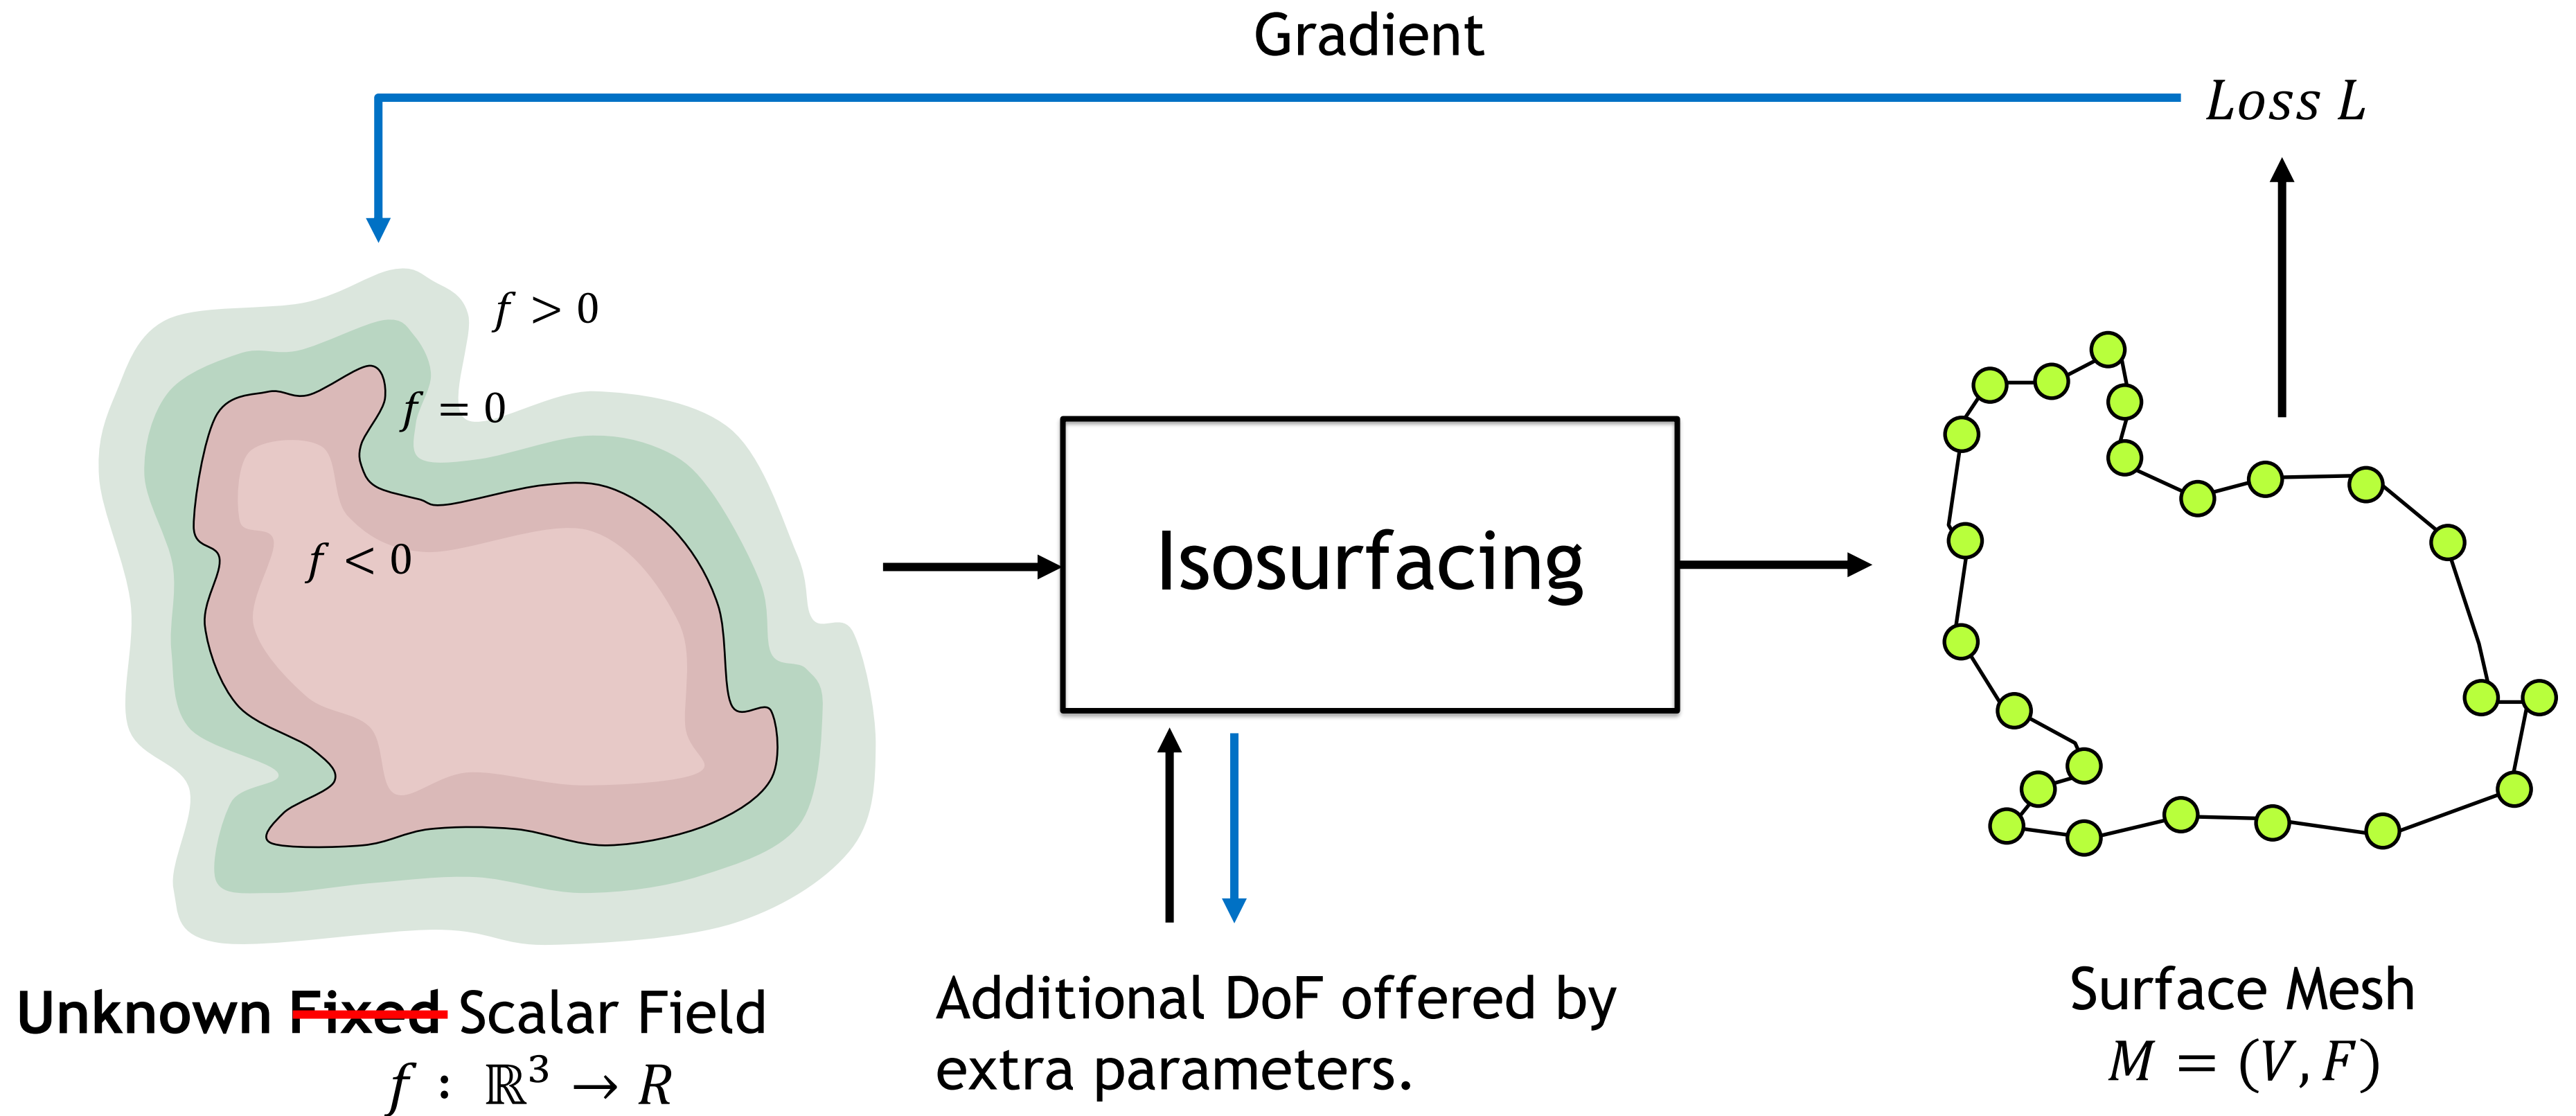 Gradient
Loss L
f > 0
f = 0
f < 0
Isosurfacing
Unknown Fixed Scalar Field
f : ℝ³ → R
Additional DoF offered by
extra parameters.
Surface Mesh
M = (V, F)